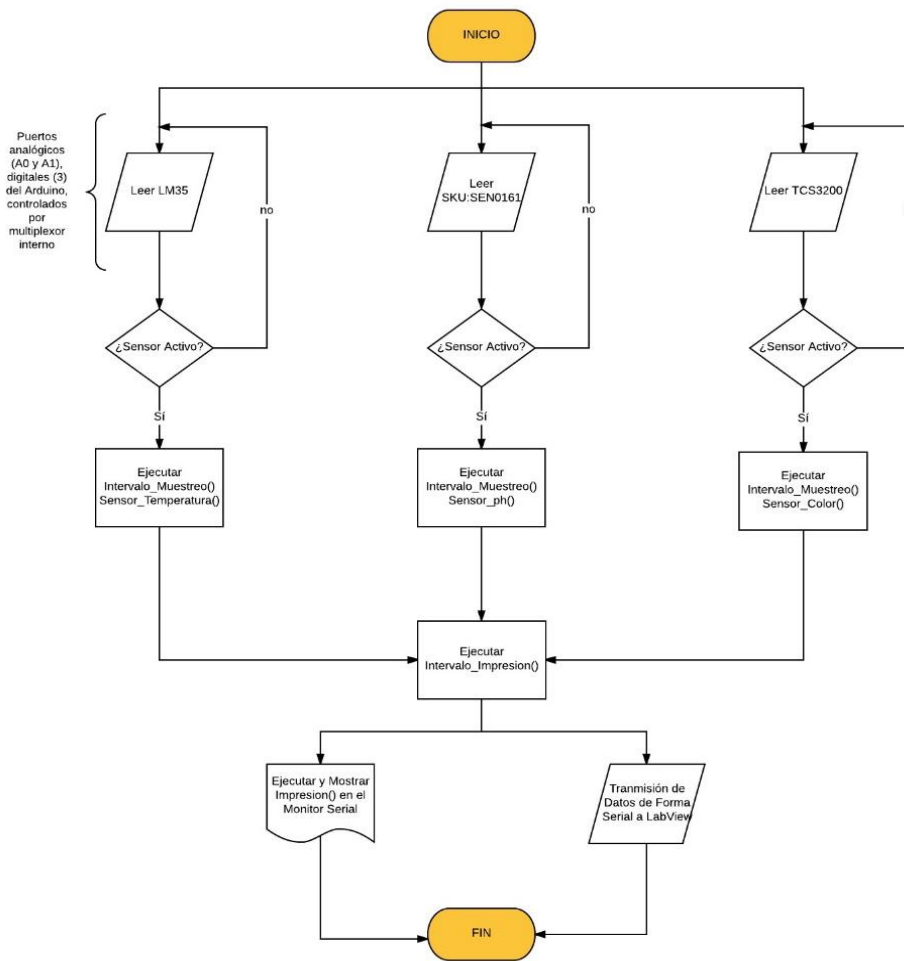 INICIO
Puertos
analógicos
(A0 y A1),
digitales (3)
del Arduino,
controlados
por
multiplexor
interno
Leer LM35
no
Leer
SKU:SEN0161
no
Leer TCS3200
¿Sensor Activo?
¿Sensor Activo?
¿Sensor Activo?
Sí
Sí
Sí
Ejecutar
Intervalo_Muestreo()
Sensor_Temperatura()
Ejecutar
Intervalo_Muestreo()
Sensor_ph()
Ejecutar
Intervalo_Muestreo()
Sensor_Color()
Ejecutar
Intervalo_Impresion()
Ejecutar y Mostrar
Impresion() en el
Monitor Serial
Tranmisión de
Datos de Forma
Serial a LabView
FIN